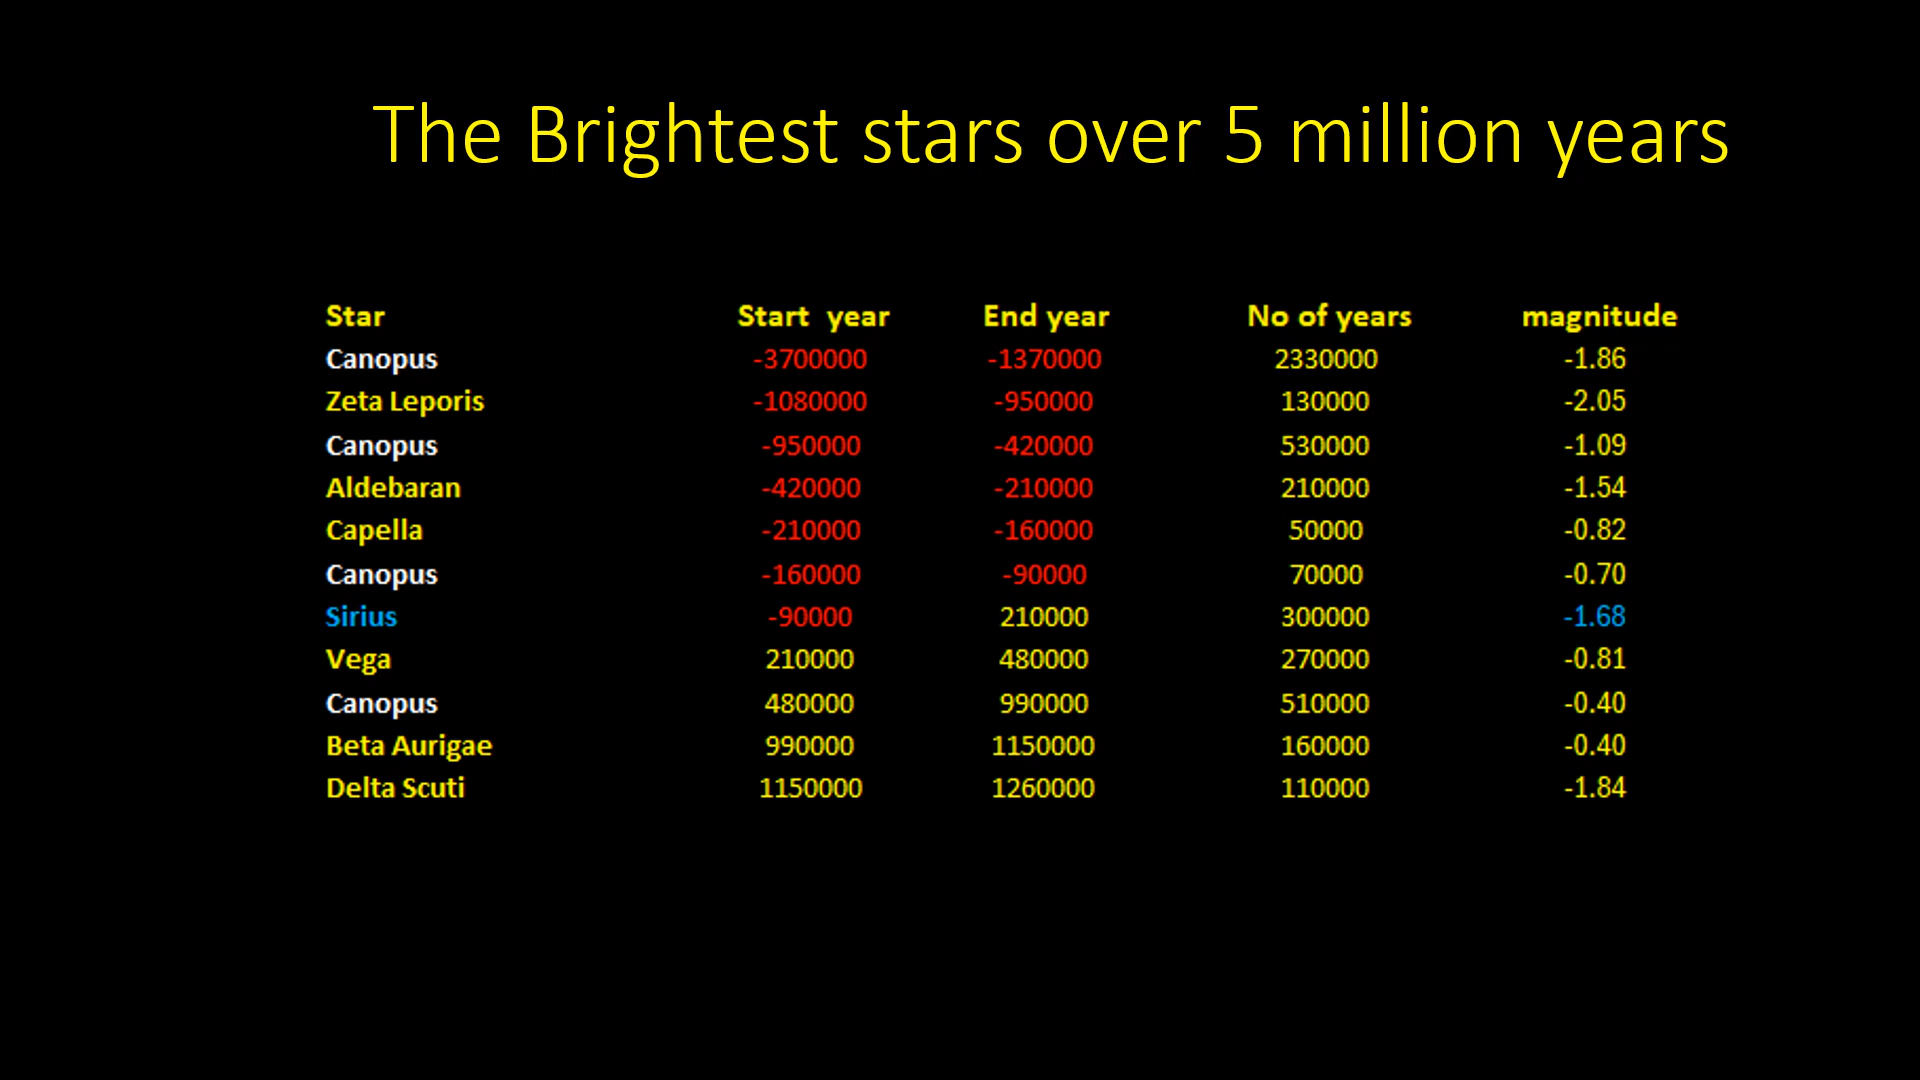 The Brightest stars over 5 million years
Star Start year End year No of years magnitude
Canopus -3700000 -1370000 2330000 -1.86
Zeta Leporis -1080000 -950000 130000 -2.05
Canopus -950000 -420000 530000 -1.09
Aldebaran -420000 -210000 210000 -1.54
Capella -210000 -160000 50000 -0.82
Canopus -160000 -90000 70000 -0.70
Sirius -90000 210000 300000 -1.68
Vega 210000 480000 270000 -0.81
Canopus 480000 990000 510000 -0.40
Beta Aurigae 990000 1150000 160000 -0.40
Delta Scuti 1150000 1260000 110000 -1.84